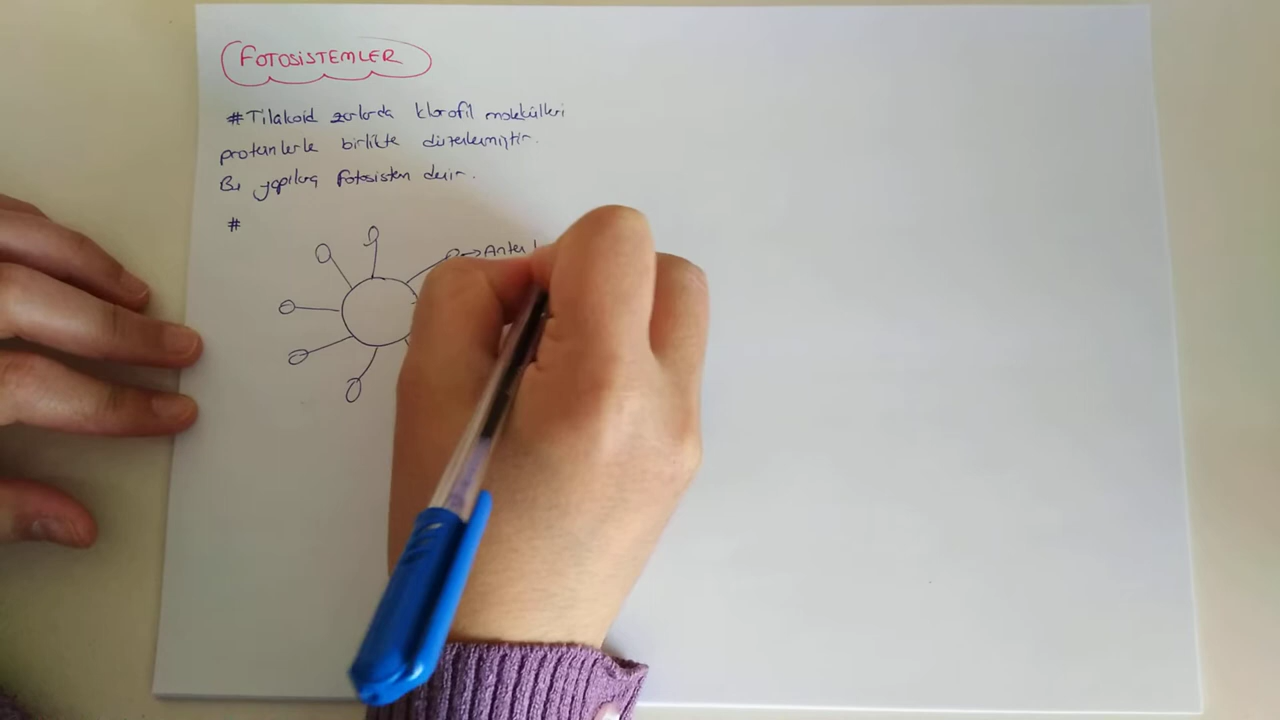 FOTOSİSTEMLER
#Tilakoid zarlarda klorofil molekülleri
proteinlerle birlikte düzenlenmiştir.
Bu yapılara fotosistem denir.
#
→Anten